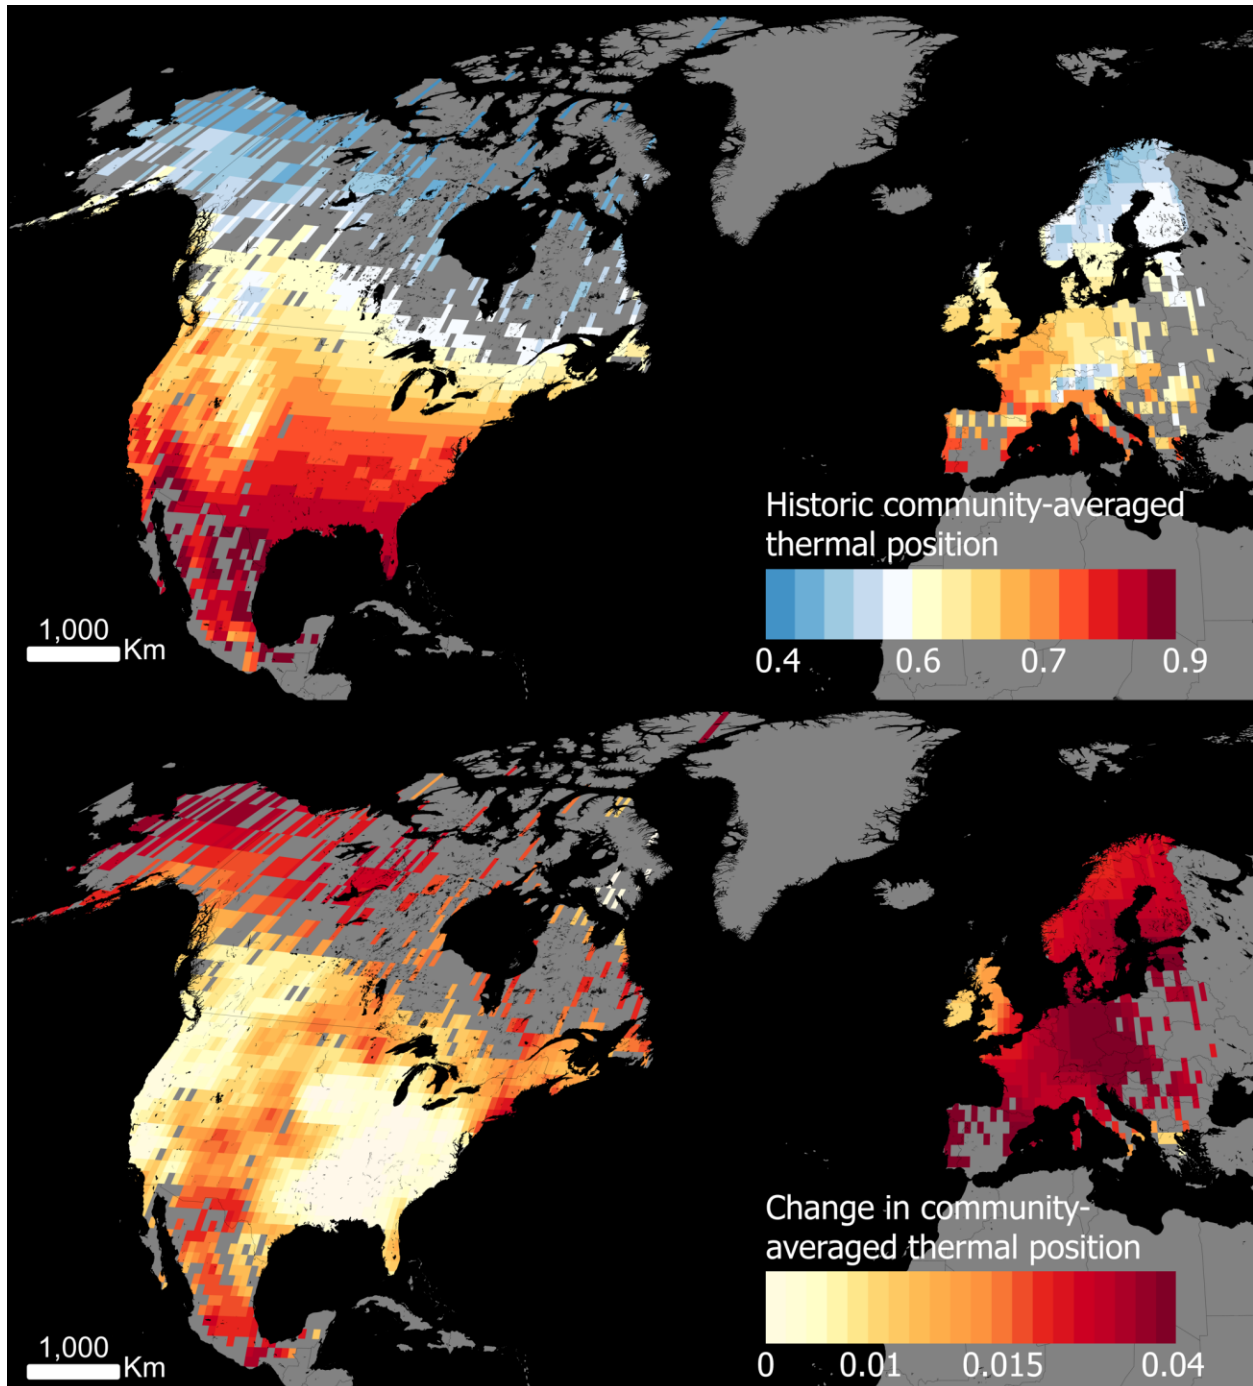 Historic community-averaged
thermal position
0.4 0.6 0.7 0.9
1,000
Km
Change in community-
averaged thermal position
0 0.01 0.015 0.04
1,000
Km